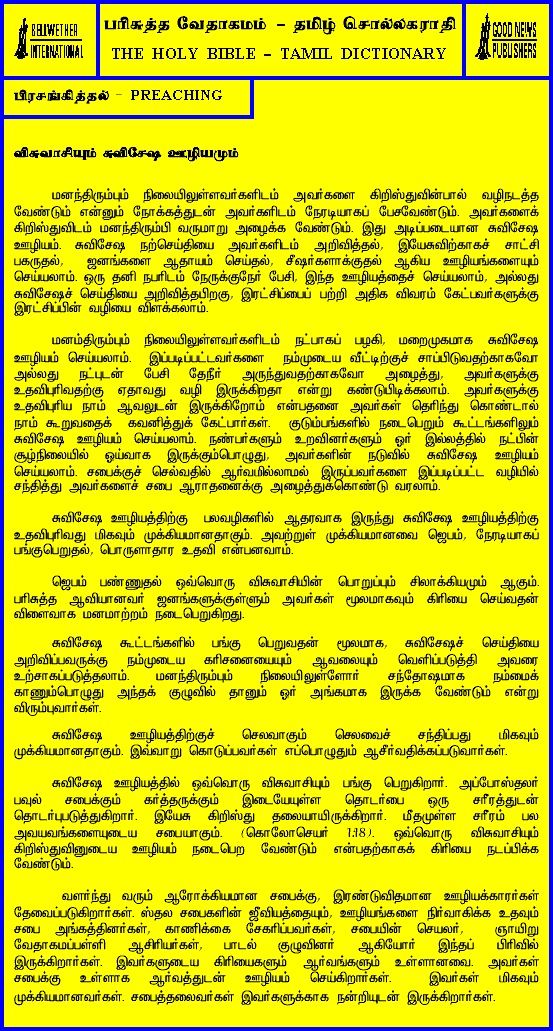 BELLWETHER
INTERNATIONAL
பரிசுத்த வேதாகமம் - தமிழ் சொல்லகராதி
THE HOLY BIBLE - TAMIL DICTIONARY
GOOD NEWS
PUBLISHERS
பிரசங்கித்தல் - PREACHING
விசுவாசியும் சுவிசேஷ ஊழியமும்
மனந்திரும்பும் நிலையிலுள்ளவர்களிடம் அவர்களை கிறிஸ்துவின்பால் வழிநடத்த
வேண்டும் என்னும் நோக்கத்துடன் அவர்களிடம் நேரடியாகப் பேசவேண்டும். அவர்களைக்
கிறிஸ்துவிடம் மனந்திரும்பி வருமாறு அழைக்க வேண்டும். இது அடிப்படையான சுவிசேஷ
ஊழியம். சுவிசேஷ நற்செய்தியை அவர்களிடம் அறிவித்தல், இயேசுவிற்காகச் சாட்சி
பகருதல், ஜனங்களை ஆதாயம் செய்தல், சீஷர்களாக்குதல் ஆகிய ஊழியங்களையும்
செய்யலாம். ஒரு தனி நபரிடம் நேருக்குநேர் பேசி, இந்த ஊழியத்தைச் செய்யலாம், அல்லது
சுவிசேஷச் செய்தியை அறிவித்தபிறகு, இரட்சிப்பைப் பற்றி அதிக விவரம் கேட்பவர்களுக்கு
இரட்சிப்பின் வழியை விளக்கலாம்.
மனம்திரும்பும் நிலையிலுள்ளவர்களிடம் நட்பாகப் பழகி, மறைமுகமாக சுவிசேஷ
ஊழியம் செய்யலாம். இப்படிப்பட்டவர்களை நம்முடைய வீட்டிற்குச் சாப்பிடுவதற்காகவோ
அல்லது நட்புடன் பேசி தேநீர் அருந்துவதற்காகவோ அழைத்து, அவர்களுக்கு
உதவிபுரிவதற்கு ஏதாவது வழி இருக்கிறதா என்று கண்டுபிடிக்கலாம். அவர்களுக்கு
உதவிபுரிய நாம் ஆவலுடன் இருக்கிறோம் என்பதனை அவர்கள் தெரிந்து கொண்டால்
நாம் கூறுவதைக் கவனித்துக் கேட்பார்கள். குடும்பங்களில் நடைபெறும் கூட்டங்களிலும்
சுவிசேஷ ஊழியம் செய்யலாம். நண்பர்களும் உறவினர்களும் ஓர் இல்லத்தில் நட்பின்
சூழ்நிலையில் ஓய்வாக இருக்கும்பொழுது, அவர்களின் நடுவில் சுவிசேஷ ஊழியம்
செய்யலாம். சபைக்குச் செல்வதில் ஆர்வமில்லாமல் இருப்பவர்களை இப்படிப்பட்ட வழியில்
சந்தித்து அவர்களைச் சபை ஆராதனைக்கு அழைத்துக்கொண்டு வரலாம்.
சுவிசேஷ ஊழியத்திற்கு பலவழிகளில் ஆதரவாக இருந்து சுவிசேஷ ஊழியத்திற்கு
உதவிபுரிவது மிகவும் முக்கியமானதாகும். அவற்றுள் முக்கியமானவை ஜெபம், நேரடியாகப்
பங்குபெறுதல், பொருளாதார உதவி என்பனவாம்.
ஜெபம் பண்ணுதல் ஒவ்வொரு விசுவாசியின் பொறுப்பும் சிலாக்கியமும் ஆகும்.
பரிசுத்த ஆவியானவர் ஜனங்களுக்குள்ளும் அவர்கள் மூலமாகவும் கிரியை செய்வதன்
விளைவாக மனமாற்றம் நடைபெறுகிறது.
சுவிசேஷ கூட்டங்களில் பங்கு பெறுவதன் மூலமாக, சுவிசேஷச் செய்தியை
அறிவிப்பவருக்கு நம்முடைய கரிசனையையும் ஆவலையும் வெளிப்படுத்தி அவரை
உற்சாகப்படுத்தலாம். மனந்திரும்பும் நிலையிலுள்ளோர் சந்தோஷமாக நம்மைக்
காணும்பொழுது அந்தக் குழுவில் தானும் ஓர் அங்கமாக இருக்க வேண்டும் என்று
விரும்புவார்கள்.
சுவிசேஷ ஊழியத்திற்குச் செலவாகும் செலவைச் சந்திப்பது மிகவும்
முக்கியமானதாகும். இவ்வாறு கொடுப்பவர்கள் எப்பொழுதும் ஆசீர்வதிக்கப்படுவார்கள்.
சுவிசேஷ ஊழியத்தில் ஒவ்வொரு விசுவாசியும் பங்கு பெறுகிறார். அப்போஸ்தலர்
பவுல் சபைக்கும் கர்த்தருக்கும் இடையேயுள்ள தொடர்பை ஒரு சரீரத்துடன்
தொடர்புபடுத்துகிறார். இயேசு கிறிஸ்து தலையாயிருக்கிறார். மீதமுள்ள சரீரம் பல
அவயவங்களையுடைய சபையாகும். (கொலோசெயர் 1:18). ஒவ்வொரு விசுவாசியும்
கிறிஸ்துவினுடைய ஊழியம் நடைபெற வேண்டும் என்பதற்காகக் கிரியை நடப்பிக்க
வேண்டும்.
வளர்ந்து வரும் ஆரோக்கியமான சபைக்கு, இரண்டுவிதமான ஊழியக்காரர்கள்
தேவைப்படுகிறார்கள். ஸ்தல சபைகளின் ஜீவியத்தையும், ஊழியங்களை நிர்வாகிக்க உதவும்
சபை அங்கத்தினர்கள், காணிக்கை சேகரிப்பவர்கள், சபையின் செயலர், ஞாயிறு
வேதாகமப்பள்ளி ஆசிரியர்கள், பாடல் குழுவினர் ஆகியோர் இந்தப் பிரிவில்
இருக்கிறார்கள். இவர்களுடைய கிரியைகளும் ஆர்வங்களும் உள்ளானவை. அவர்கள்
சபைக்கு உள்ளாக ஆர்வத்துடன் ஊழியம் செய்கிறார்கள். இவர்கள் மிகவும்
முக்கியமானவர்கள். சபைத்தலைவர்கள் இவர்களுக்காக நன்றியுடன் இருக்கிறார்கள்.